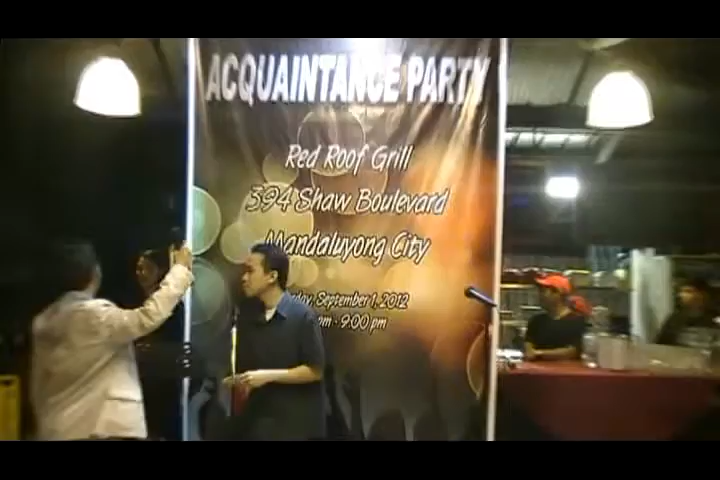 ACQUAINTANCE PARTY
Red Roof Grill
394 Shaw Boulevard
Mandaluyong City
September 1, 2012
- 9:00 pm